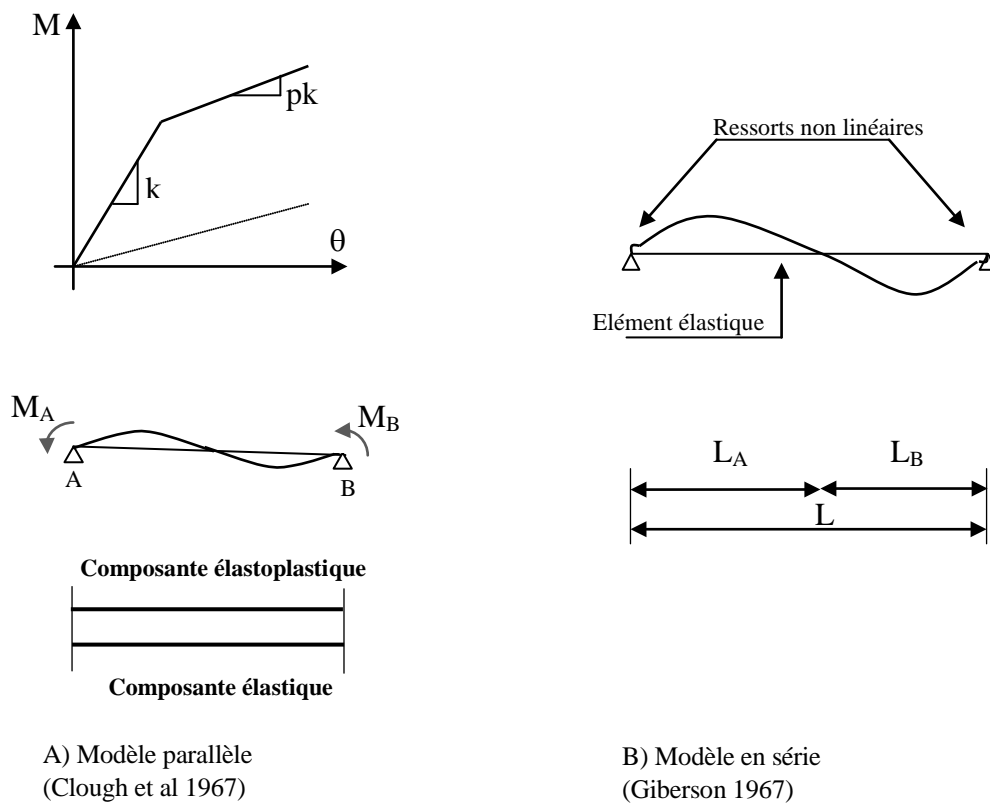 M
pk
k
θ
M_A
M_B
A
B
Composante élastoplastique
Composante élastique
A) Modèle parallèle
(Clough et al 1967)
Ressorts non linéaires
Elément élastique
L_A
L_B
L
B) Modèle en série
(Giberson 1967)